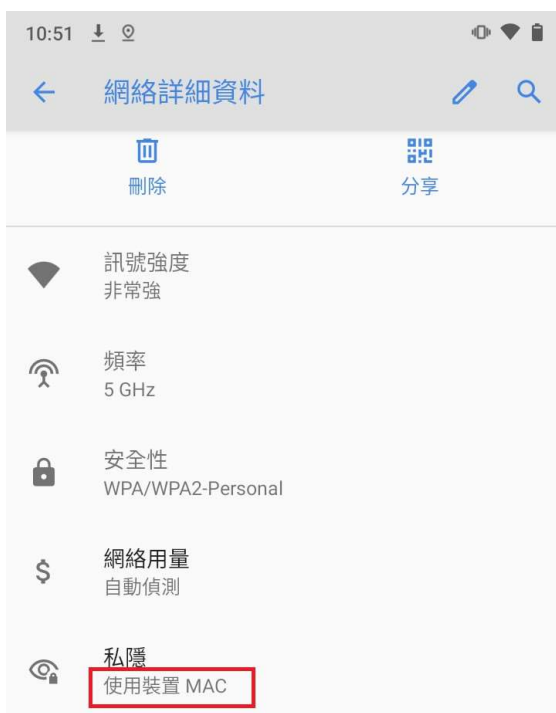 10:51
網絡詳細資料
刪除
分享
訊號強度
非常強
頻率
5 GHz
安全性
WPA/WPA2-Personal
網絡用量
自動偵測
私隱
使用裝置 MAC